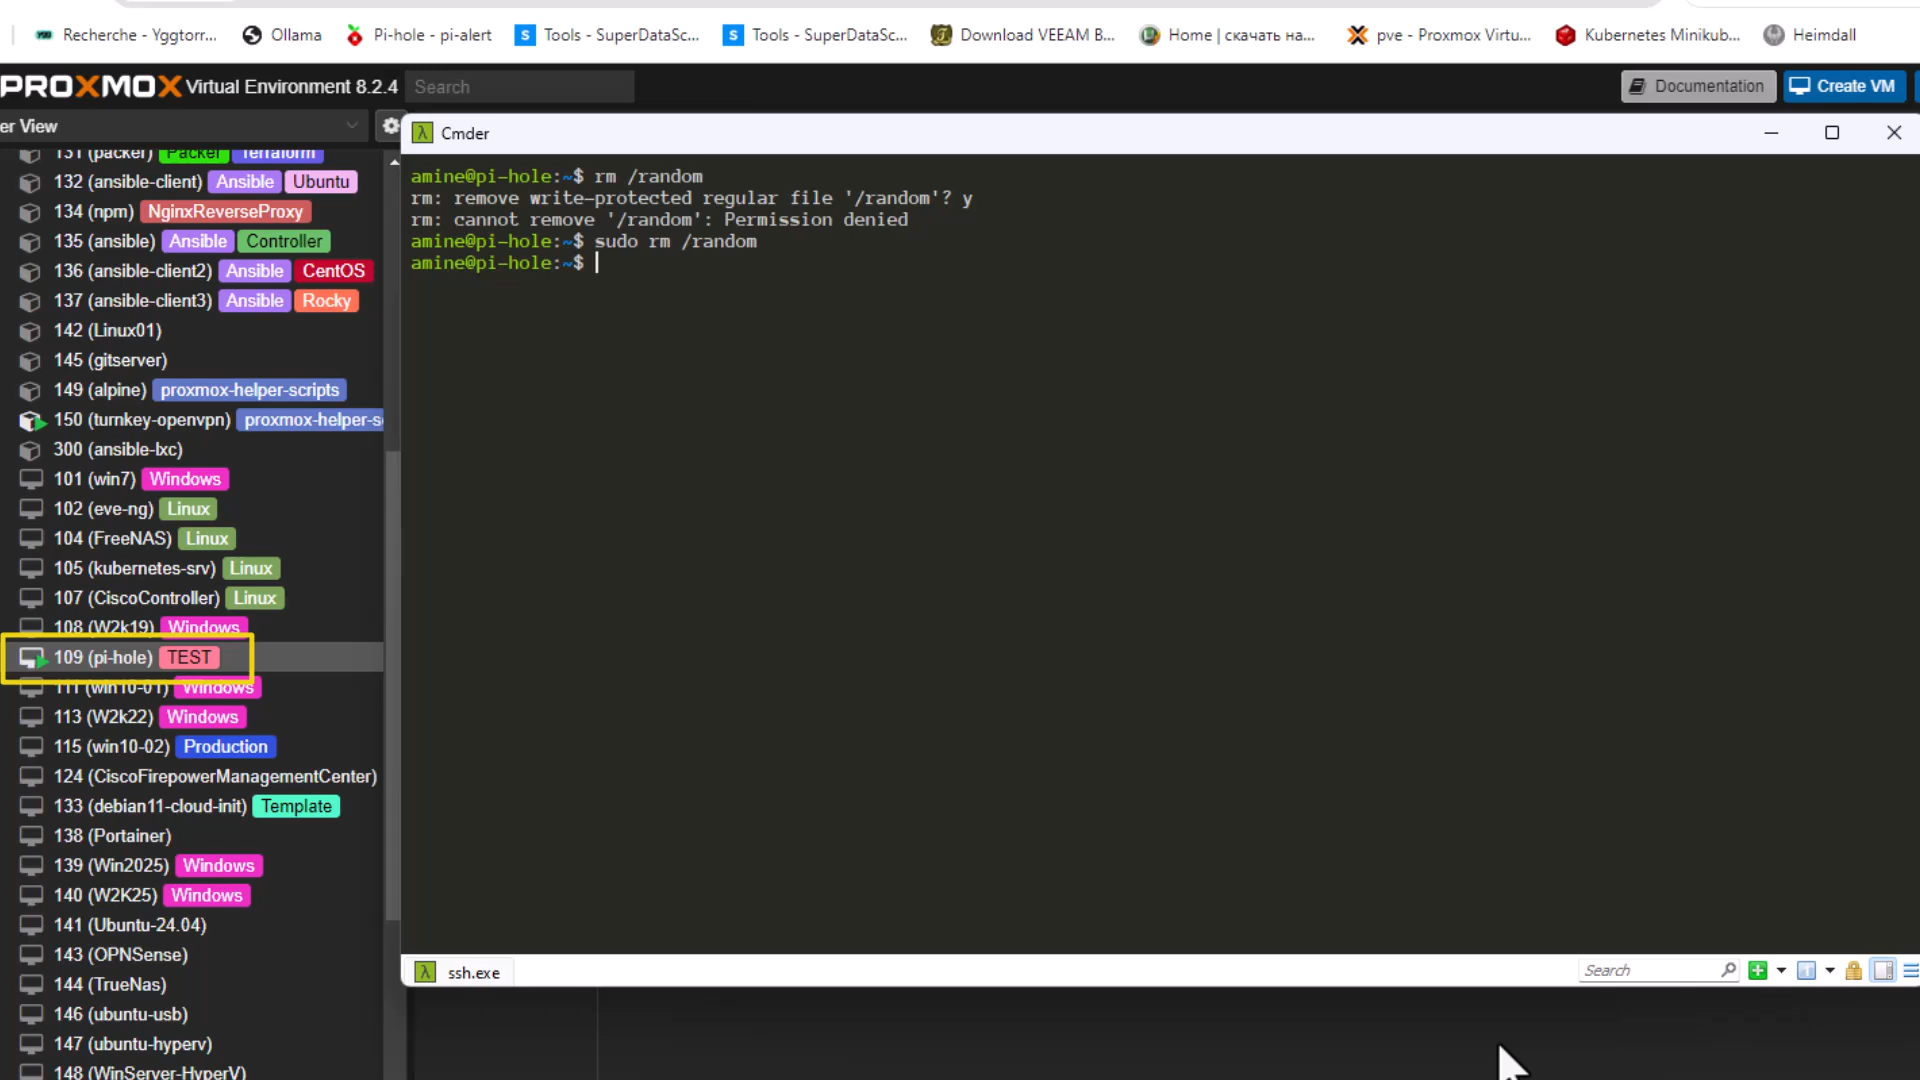 Recherche - Yggtorr...
Ollama
Pi-hole - pi-alert
Tools - SuperDataSc...
Tools - SuperDataSc...
Download VEEAM B...
Home | скачать на...
pve - Proxmox Virtu...
Kubernetes Minikub...
Heimdall
PROXMOX Virtual Environment 8.2.4
Search
Documentation
Create VM
er View
131 (packer) Packer Terraform
132 (ansible-client) Ansible Ubuntu
134 (npm) NginxReverseProxy
135 (ansible) Ansible Controller
136 (ansible-client2) Ansible CentOS
137 (ansible-client3) Ansible Rocky
142 (Linux01)
145 (gitserver)
149 (alpine) proxmox-helper-scripts
150 (turnkey-openvpn) proxmox-helper-s
300 (ansible-lxc)
101 (win7) Windows
102 (eve-ng) Linux
104 (FreeNAS) Linux
105 (kubernetes-srv) Linux
107 (CiscoController) Linux
108 (W2k19) Windows
109 (pi-hole) TEST
111 (win10-01) Windows
113 (W2k22) Windows
115 (win10-02) Production
124 (CiscoFirepowerManagementCenter)
133 (debian11-cloud-init) Template
138 (Portainer)
139 (Win2025) Windows
140 (W2K25) Windows
141 (Ubuntu-24.04)
143 (OPNSense)
144 (TrueNas)
146 (ubuntu-usb)
147 (ubuntu-hyperv)
148 (WinServer-HyperV)
λ Cmder
amine@pi-hole:~$ rm /random
rm: remove write-protected regular file '/random'? y
rm: cannot remove '/random': Permission denied
amine@pi-hole:~$ sudo rm /random
amine@pi-hole:~$
λ ssh.exe
Search